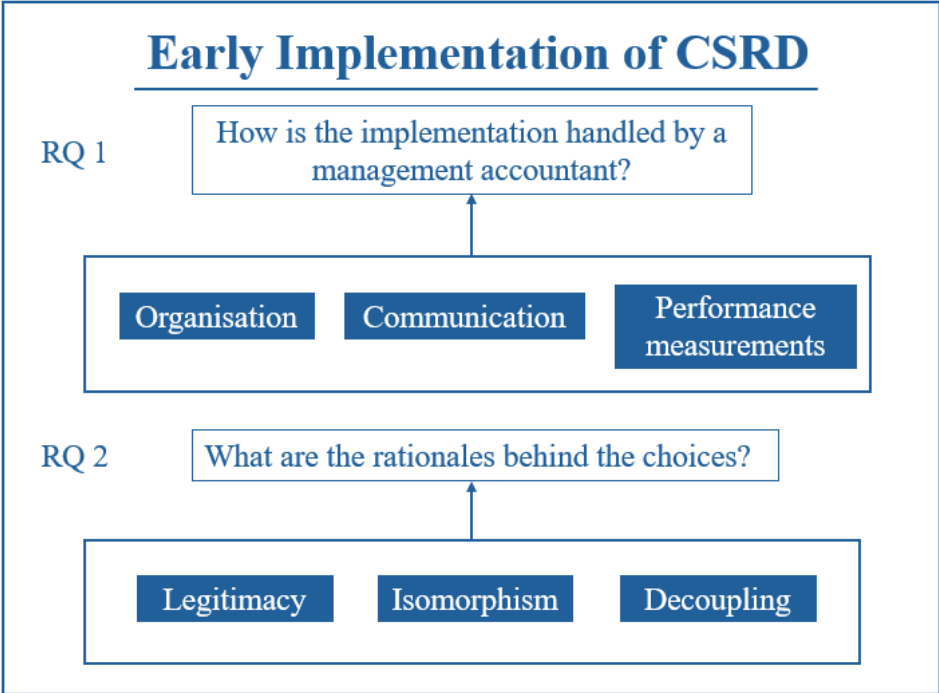 Early Implementation of CSRD
RQ 1
How is the implementation handled by a
management accountant?
Organisation
Communication
Performance
measurements
RQ 2
What are the rationales behind the choices?
Legitimacy
Isomorphism
Decoupling